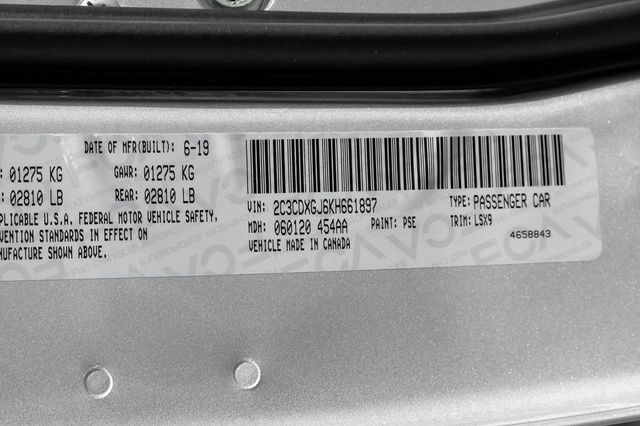 DATE OF MFR(BUILT): 6-19
: 01275 KG GAWR: 01275 KG
: 02810 LB REAR: 02810 LB
PLICABLE U.S.A. FEDERAL MOTOR VEHICLE SAFETY,
VENTION STANDARDS IN EFFECT ON
NUFACTURE SHOWN ABOVE.
VIN: 2C3CDXGJ6KH661897 TYPE: PASSENGER CAR
MDH: 060120 454AA PAINT: PSE TRIM: LSX9
VEHICLE MADE IN CANADA 4658843